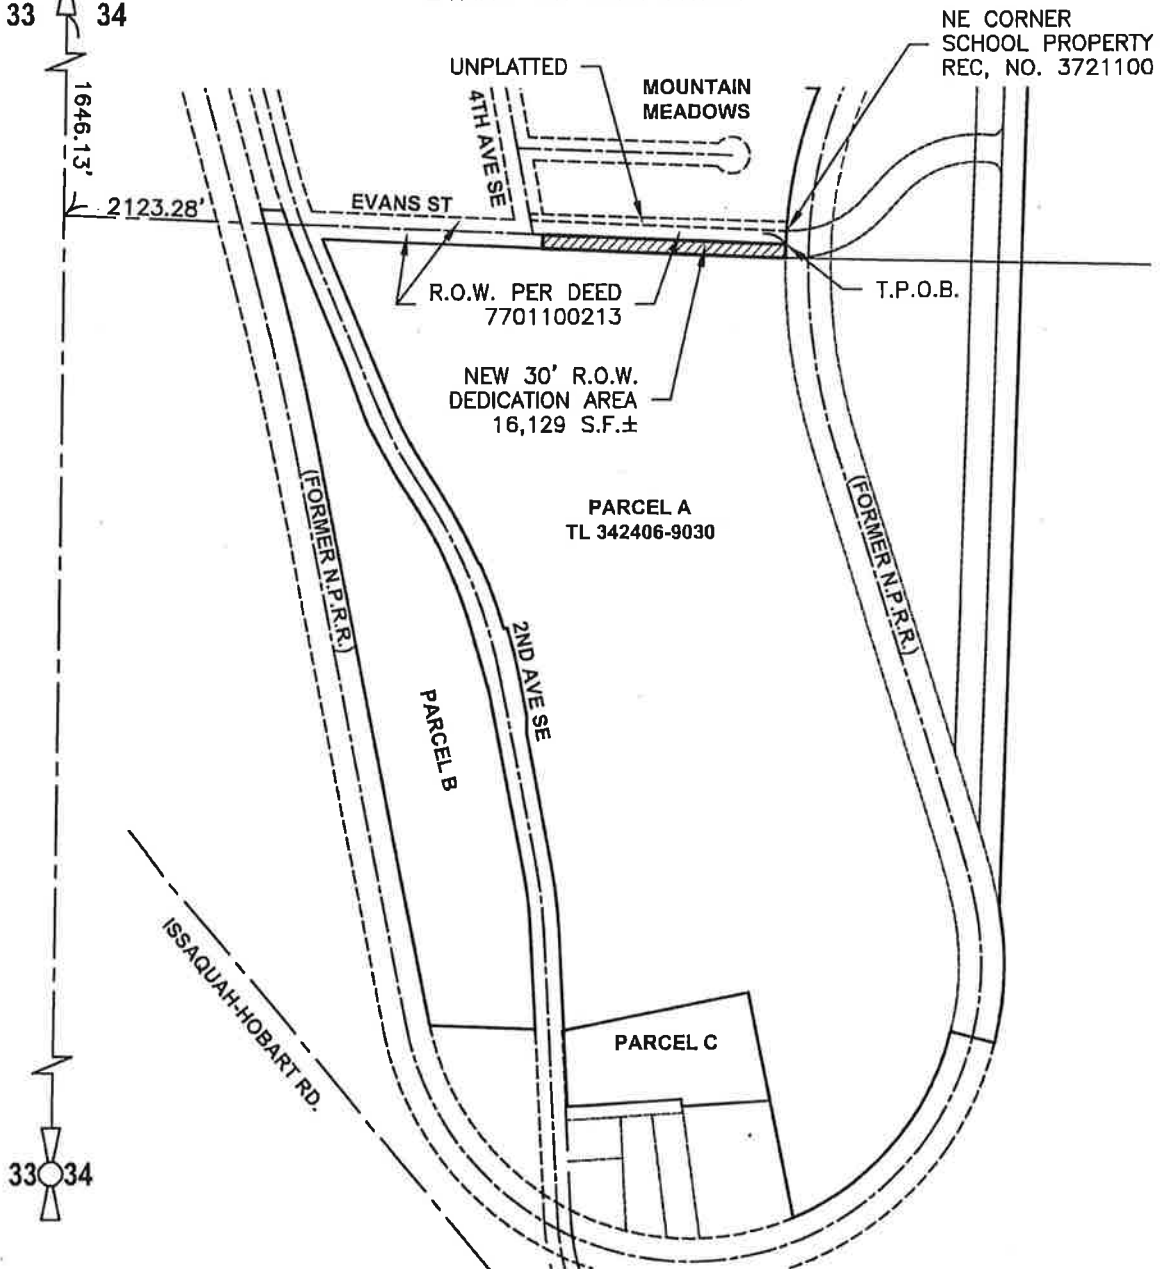 33 34
NE CORNER
SCHOOL PROPERTY
REC, NO. 3721100
UNPLATTED
MOUNTAIN
MEADOWS
1646.13'
4TH AVE SE
2123.28'
EVANS ST
R.O.W. PER DEED
7701100213
T.P.O.B.
NEW 30' R.O.W.
DEDICATION AREA
16,129 S.F.±
(FORMER N.P.R.R.)
PARCEL A
TL 342406-9030
(FORMER N.P.R.R.)
2ND AVE SE
PARCEL B
ISSAQUAH-HOBART RD.
PARCEL C
33 34